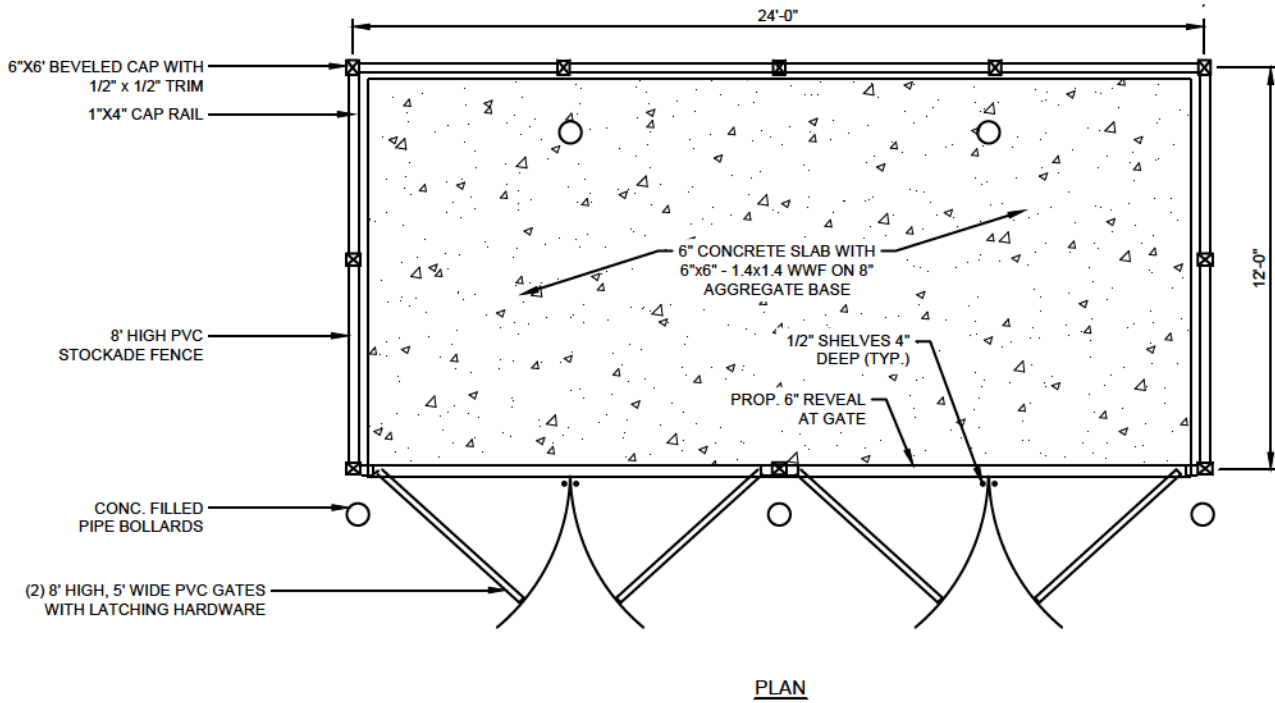 24'-0"
6"X6' BEVELED CAP WITH
1/2" x 1/2" TRIM
1"X4" CAP RAIL
12'-0"
6" CONCRETE SLAB WITH
6"x6" - 1.4x1.4 WWF ON 8"
AGGREGATE BASE
8' HIGH PVC
STOCKADE FENCE
1/2" SHELVES 4"
DEEP (TYP.)
PROP. 6" REVEAL
AT GATE
CONC. FILLED
PIPE BOLLARDS
(2) 8' HIGH, 5' WIDE PVC GATES
WITH LATCHING HARDWARE
PLAN